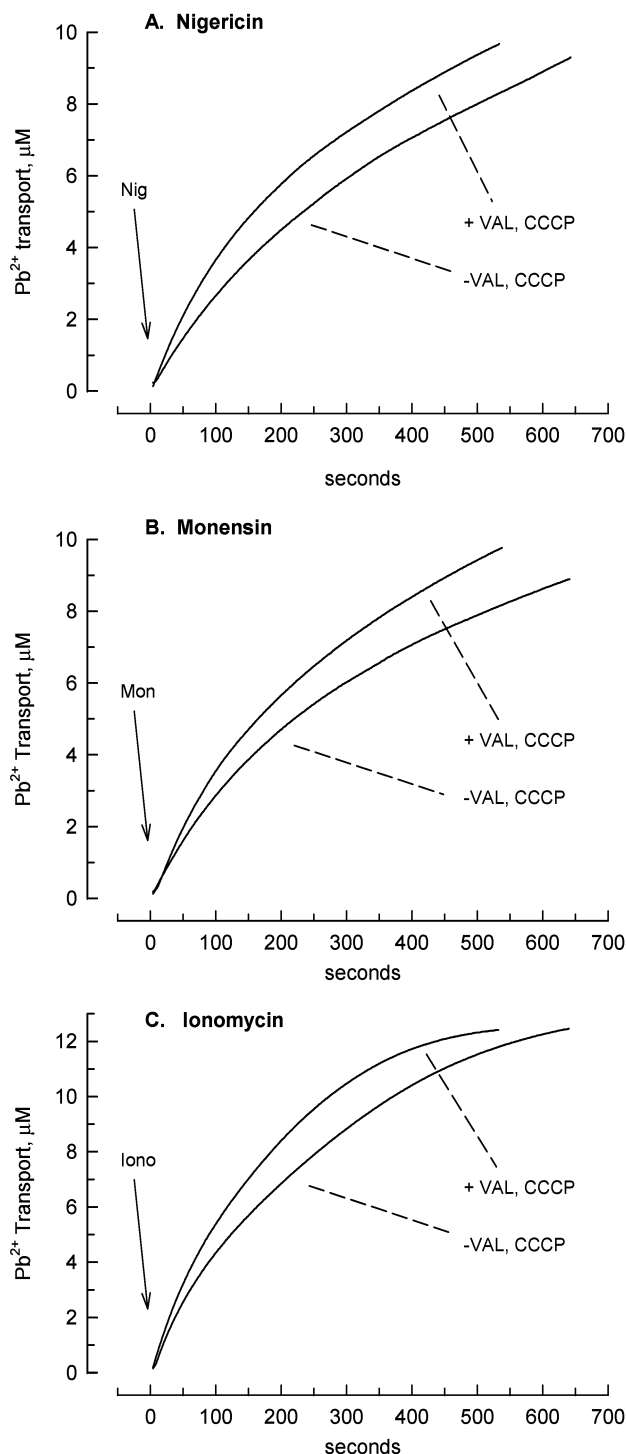 A. Nigericin
10
8
6
4
2
0
Pb2+ transport, μM
Nig
+ VAL, CCCP
-VAL, CCCP
0 100 200 300 400 500 600 700
seconds
B. Monensin
10
8
6
4
2
0
Pb2+ Transport, μM
Mon
+ VAL, CCCP
-VAL, CCCP
0 100 200 300 400 500 600 700
seconds
C. Ionomycin
12
10
8
6
4
2
0
Pb2+ Transport, μM
Iono
+ VAL, CCCP
-VAL, CCCP
0 100 200 300 400 500 600 700
seconds